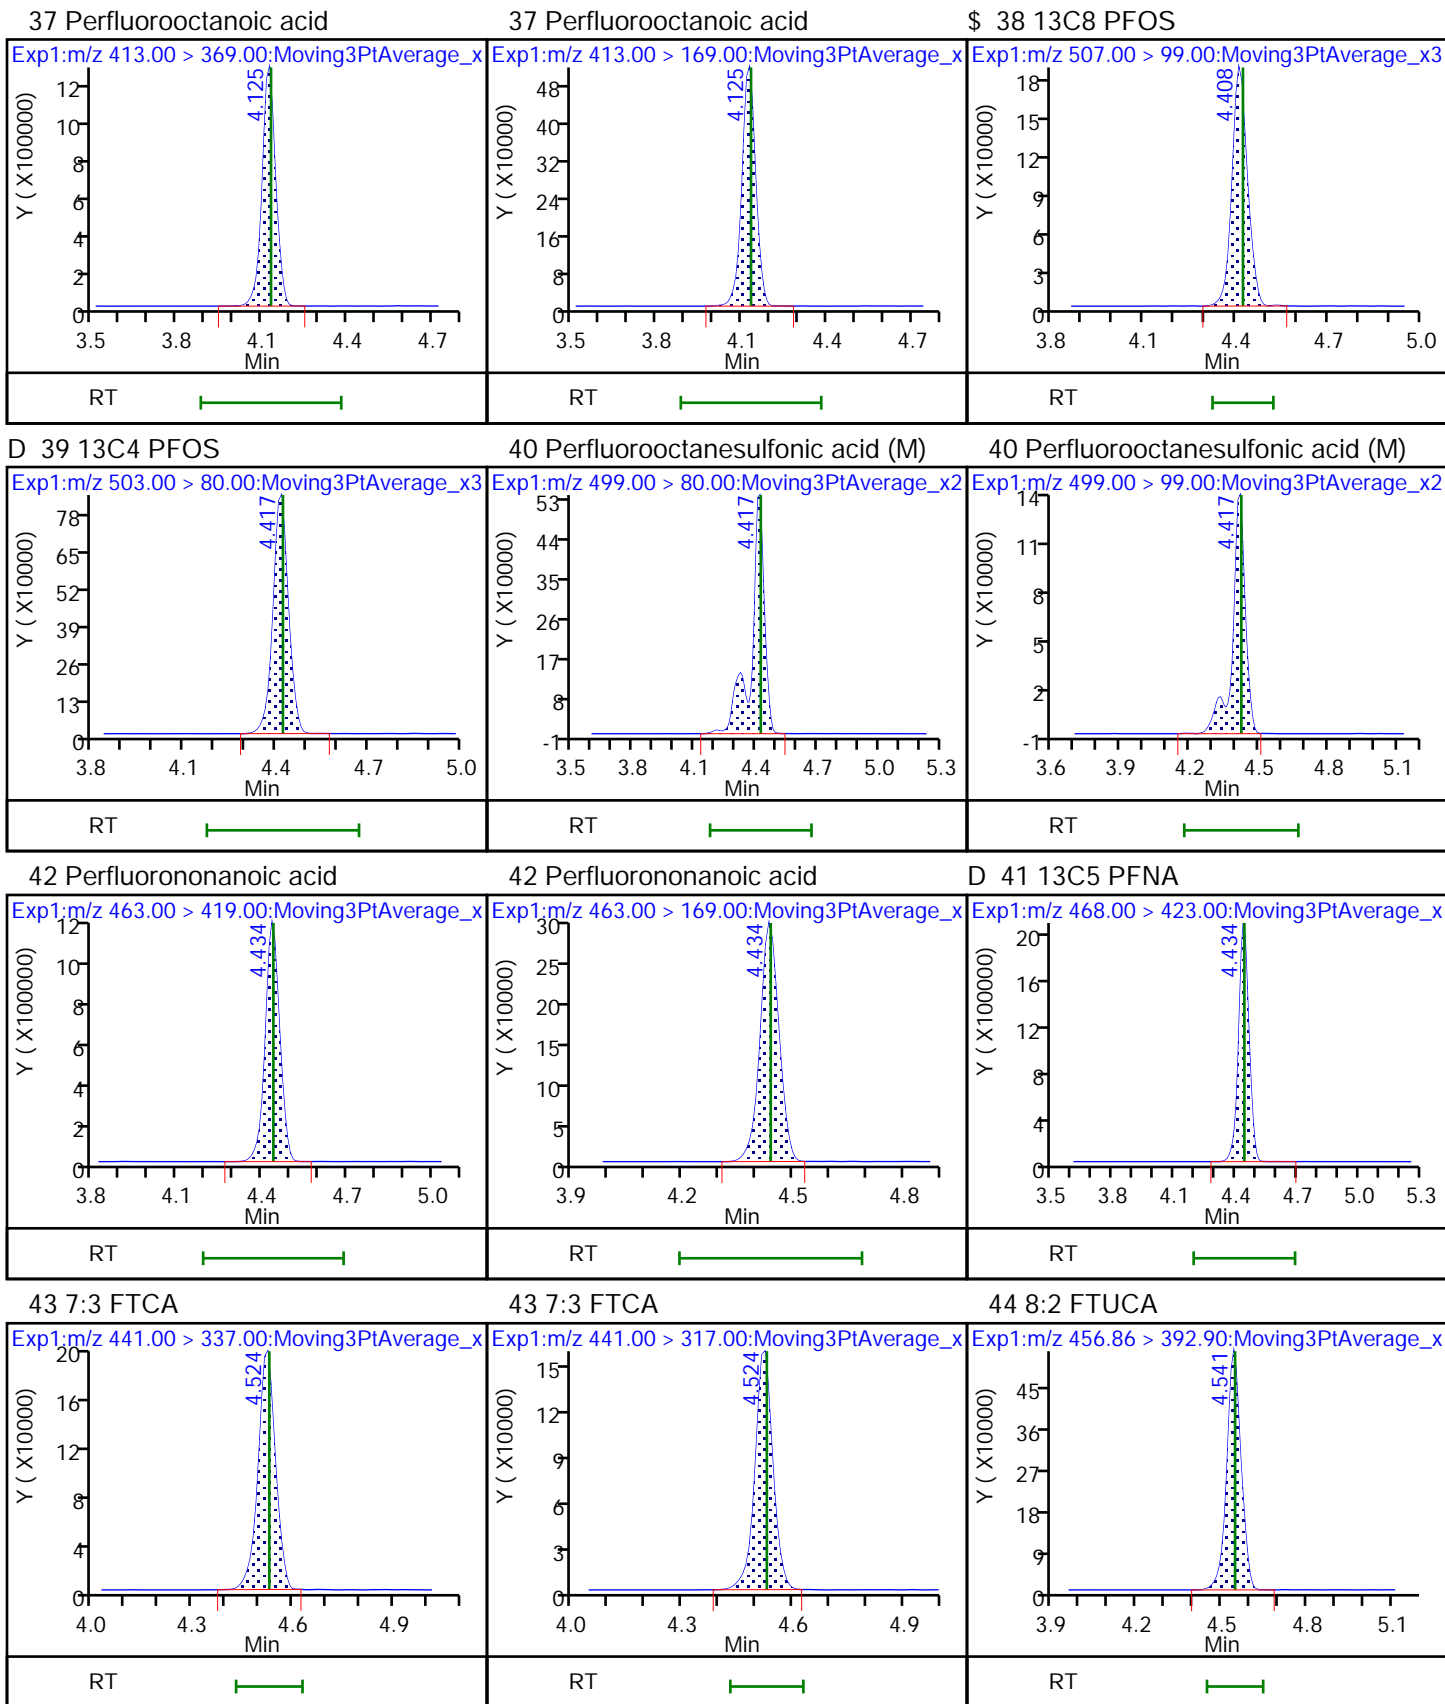 37 Perfluorooctanoic acid
Exp1:m/z 413.00 > 369.00:Moving3PtAverage_x
4.125
Y ( X10000)
12
10
8
6
4
2
0
3.5 3.8 4.1 4.4 4.7
Min
RT
37 Perfluorooctanoic acid
Exp1:m/z 413.00 > 169.00:Moving3PtAverage_x
4.125
Y ( X10000)
48
40
32
24
16
8
0
3.5 3.8 4.1 4.4 4.7
Min
RT
$ 38 13C8 PFOS
Exp1:m/z 507.00 > 99.00:Moving3PtAverage_x3
4.408
Y ( X10000)
18
15
12
9
6
3
0
3.8 4.1 4.4 4.7 5.0
Min
RT
D 39 13C4 PFOS
Exp1:m/z 503.00 > 80.00:Moving3PtAverage_x3
4.417
Y ( X10000)
78
65
52
39
26
13
0
3.8 4.1 4.4 4.7 5.0
Min
RT
40 Perfluorooctanesulfonic acid (M)
Exp1:m/z 499.00 > 80.00:Moving3PtAverage_x2
4.417
Y ( X10000)
53
44
35
26
17
8
-1
3.5 3.8 4.1 4.4 4.7 5.0 5.3
Min
RT
40 Perfluorooctanesulfonic acid (M)
Exp1:m/z 499.00 > 99.00:Moving3PtAverage_x2
4.417
Y ( X10000)
14
11
8
5
2
-1
3.6 3.9 4.2 4.5 4.8 5.1
Min
RT
42 Perfluorononanoic acid
Exp1:m/z 463.00 > 419.00:Moving3PtAverage_x
4.434
Y ( X100000)
12
10
8
6
4
2
0
3.8 4.1 4.4 4.7 5.0
Min
RT
42 Perfluorononanoic acid
Exp1:m/z 463.00 > 169.00:Moving3PtAverage_x
4.434
Y ( X10000)
30
25
20
15
10
5
0
3.9 4.2 4.5 4.8
Min
RT
D 41 13C5 PFNA
Exp1:m/z 468.00 > 423.00:Moving3PtAverage_x
4.434
Y ( X100000)
20
16
12
8
4
0
3.5 3.8 4.1 4.4 4.7 5.0 5.3
Min
RT
43 7:3 FTCA
Exp1:m/z 441.00 > 337.00:Moving3PtAverage_x
4.524
Y ( X10000)
20
16
12
8
4
0
4.0 4.3 4.6 4.9
Min
RT
43 7:3 FTCA
Exp1:m/z 441.00 > 317.00:Moving3PtAverage_x
4.524
Y ( X10000)
15
12
9
6
3
0
4.0 4.3 4.6 4.9
Min
RT
44 8:2 FTUCA
Exp1:m/z 456.86 > 392.90:Moving3PtAverage_x
4.541
Y ( X10000)
45
36
27
18
9
0
3.9 4.2 4.5 4.8 5.1
Min
RT